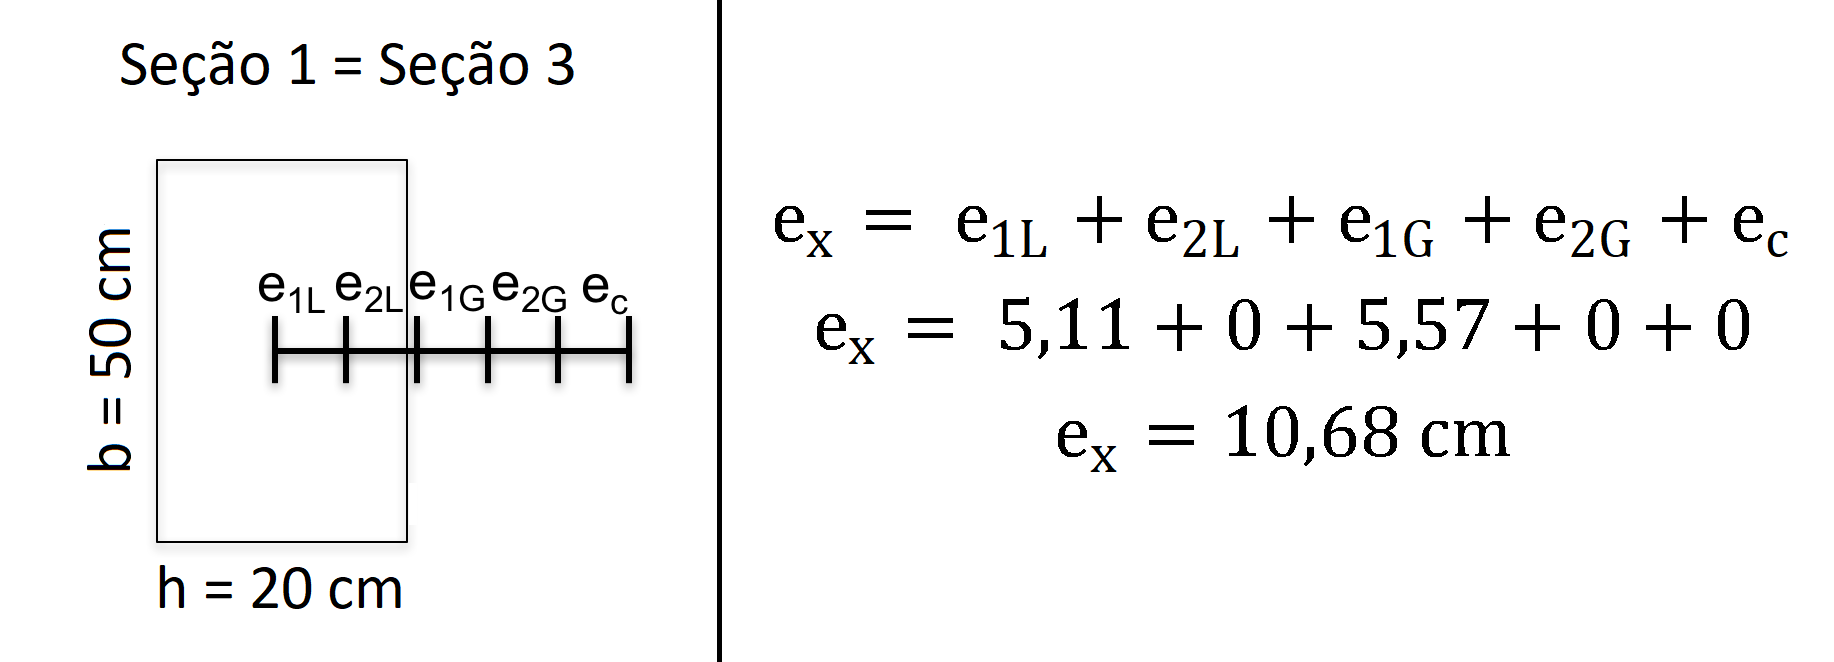 Seção 1 = Seção 3
b = 50 cm
e1L e2L e1G e2G ec
h = 20 cm
ex = e1L + e2L + e1G + e2G + ec
ex = 5,11 + 0 + 5,57 + 0 + 0
ex = 10,68 cm